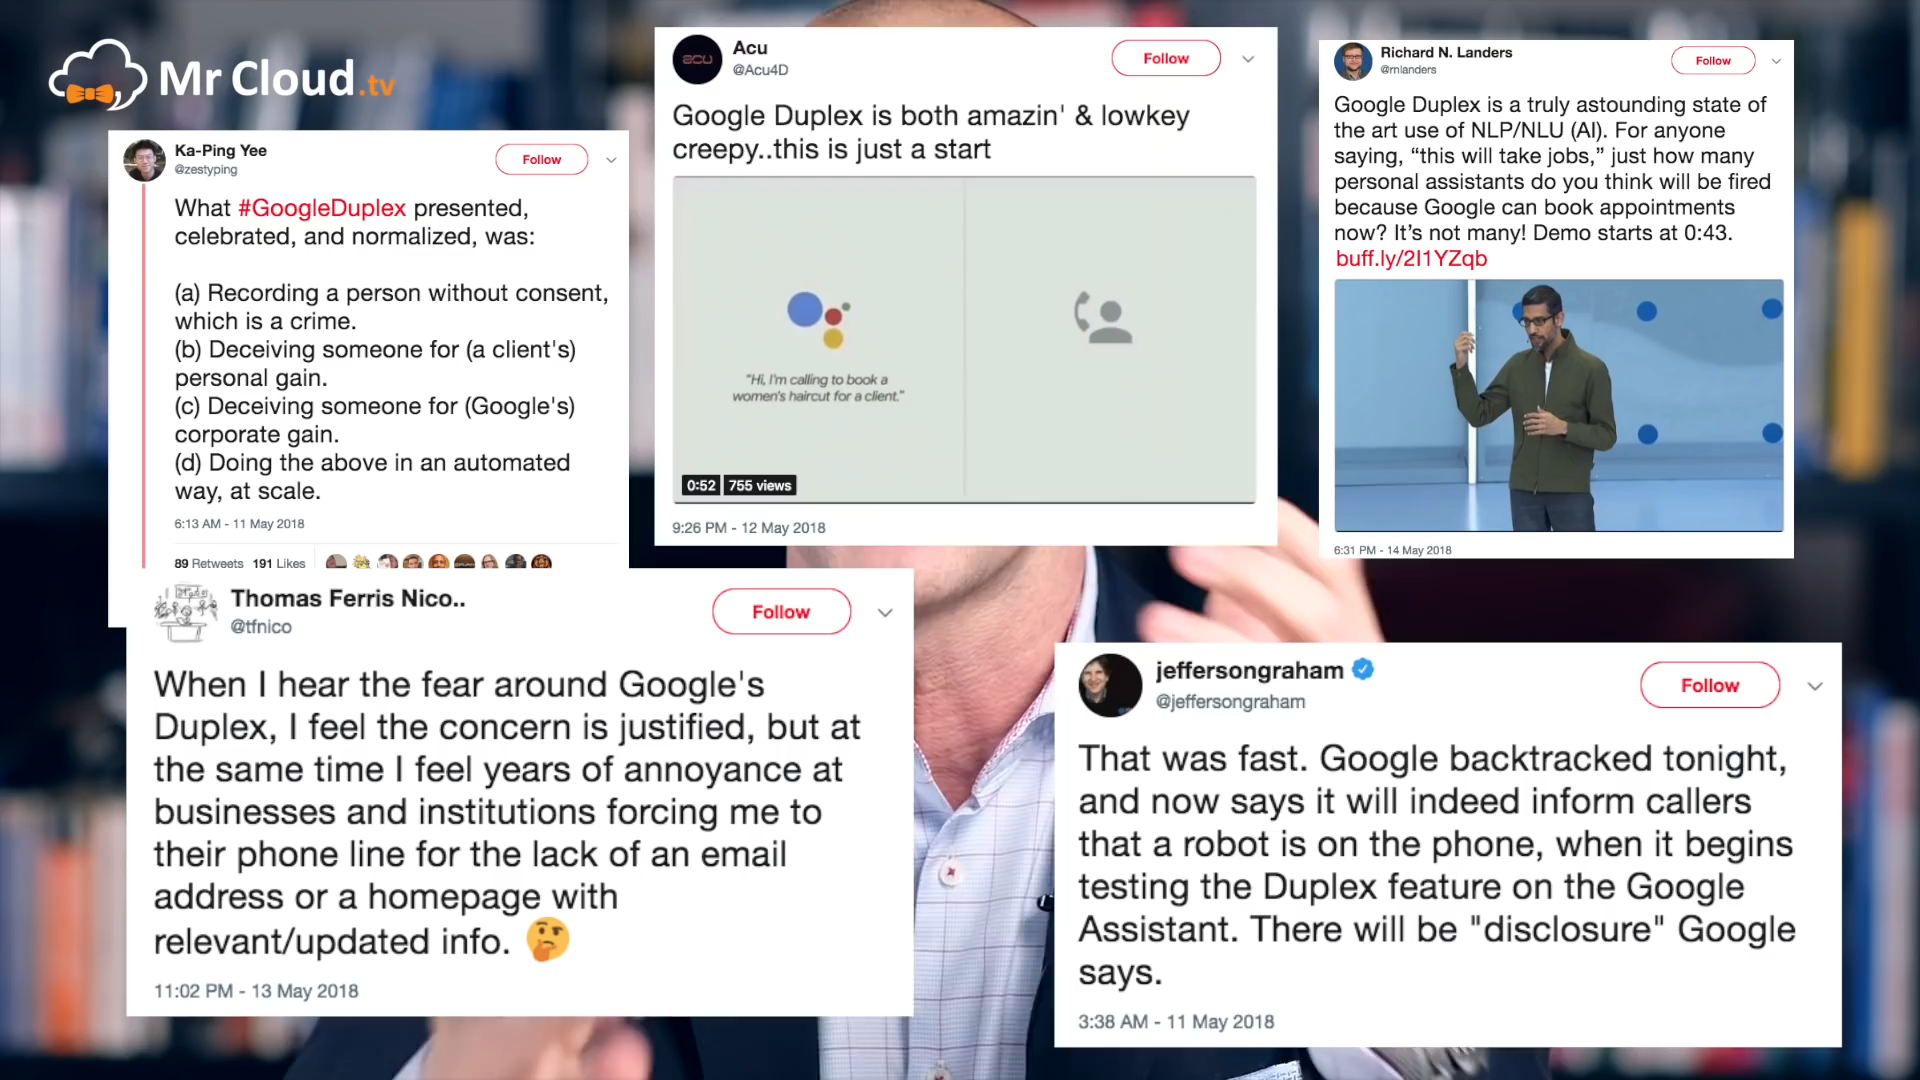 Mr Cloud.tv
Ka-Ping Yee
@zestyping
Follow
What #GoogleDuplex presented,
celebrated, and normalized, was:
(a) Recording a person without consent,
which is a crime.
(b) Deceiving someone for (a client's)
personal gain.
(c) Deceiving someone for (Google's)
corporate gain.
(d) Doing the above in an automated
way, at scale.
6:13 AM - 11 May 2018
89 Retweets 191 Likes
acu
Acu
@Acu4D
Follow
Google Duplex is both amazin' & lowkey
creepy..this is just a start
"Hi, I'm calling to book a
women's haircut for a client."
0:52 755 views
9:26 PM - 12 May 2018
Richard N. Landers
@rnlanders
Follow
Google Duplex is a truly astounding state of
the art use of NLP/NLU (AI). For anyone
saying, “this will take jobs,” just how many
personal assistants do you think will be fired
because Google can book appointments
now? It’s not many! Demo starts at 0:43.
buff.ly/2I1YZqb
6:31 PM - 14 May 2018
Thomas Ferris Nico..
@tfnico
Follow
When I hear the fear around Google's
Duplex, I feel the concern is justified, but at
the same time I feel years of annoyance at
businesses and institutions forcing me to
their phone line for the lack of an email
address or a homepage with
relevant/updated info. 🤔
11:02 PM - 13 May 2018
jeffersongraham
@jeffersongraham
Follow
That was fast. Google backtracked tonight,
and now says it will indeed inform callers
that a robot is on the phone, when it begins
testing the Duplex feature on the Google
Assistant. There will be "disclosure" Google
says.
3:38 AM - 11 May 2018